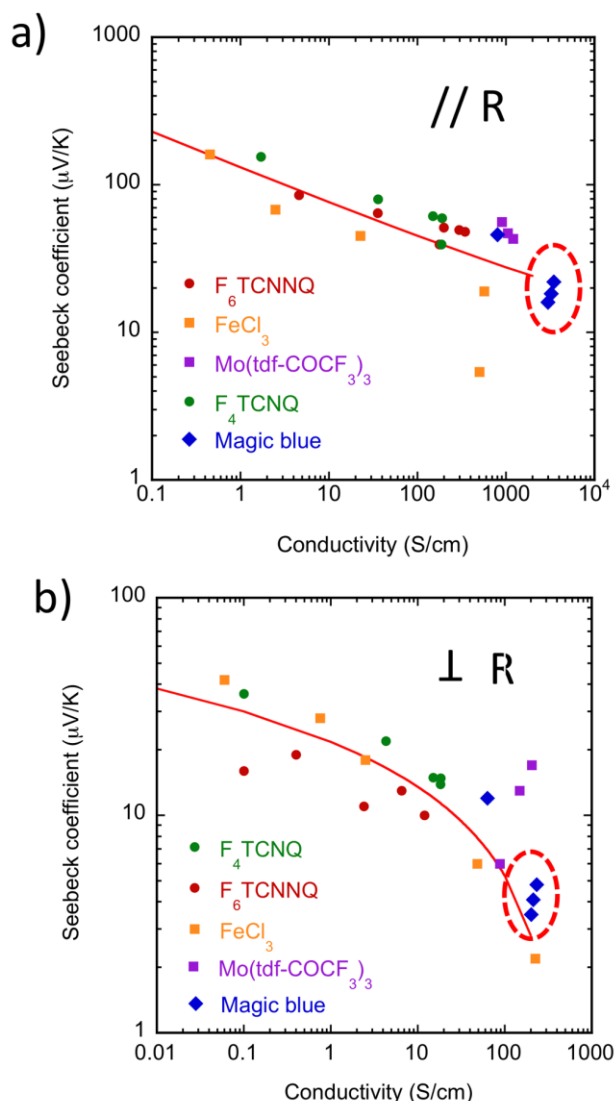 a)
1000
100
10
1
Seebeck coefficient (μV/K)
// R
F₆TCNNQ
FeCl₃
Mo(tdf-COCF₃)₃
F₄TCNQ
Magic blue
0.1 1 10 100 1000 10⁴
Conductivity (S/cm)
b)
100
10
1
Seebeck coefficient (μV/K)
⊥ R
F₄TCNQ
F₆TCNNQ
FeCl₃
Mo(tdf-COCF₃)₃
Magic blue
0.01 0.1 1 10 100 1000
Conductivity (S/cm)